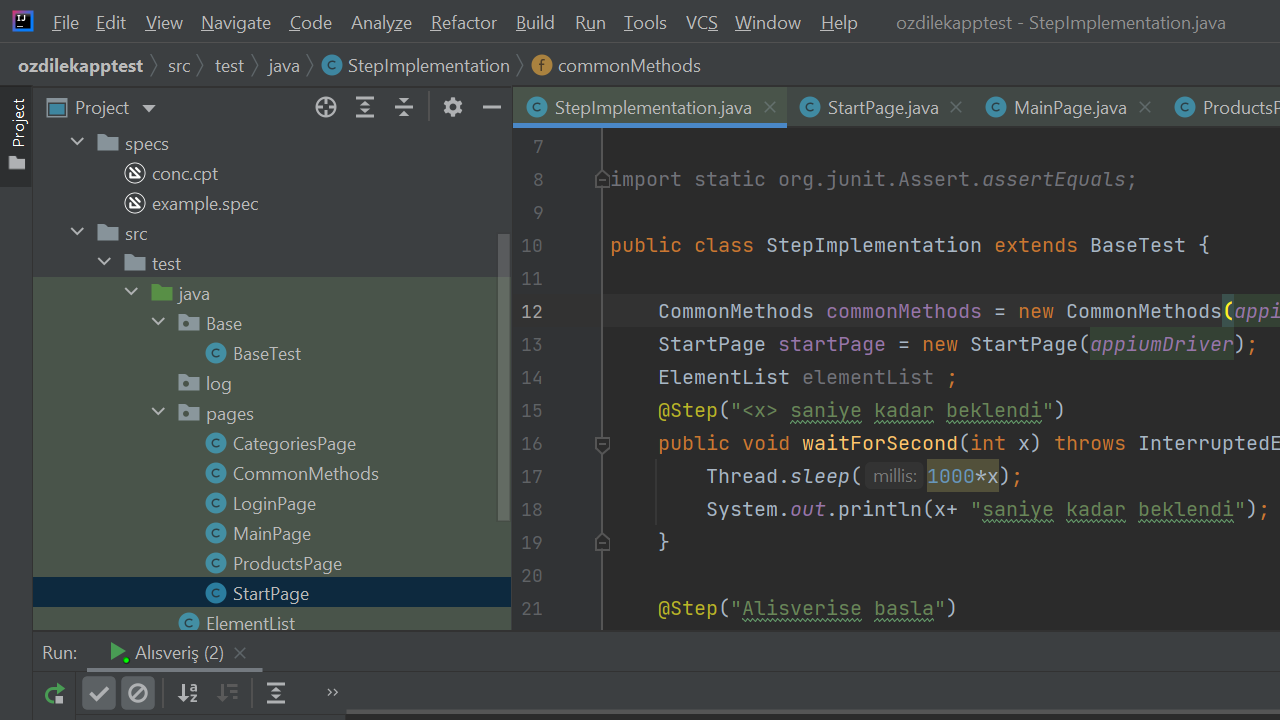 File Edit View Navigate Code Analyze Refactor Build Run Tools VCS Window Help ozdilekapptest - StepImplementation.java
ozdilekapptest src test java StepImplementation commonMethods
Project
Project
StepImplementation.java StartPage.java MainPage.java ProductsP
specs
conc.cpt
example.spec
src
test
java
Base
BaseTest
log
pages
CategoriesPage
CommonMethods
LoginPage
MainPage
ProductsPage
StartPage
ElementList
7
8 import static org.junit.Assert.assertEquals;
9
10 public class StepImplementation extends BaseTest {
11
12 CommonMethods commonMethods = new CommonMethods(appi
13 StartPage startPage = new StartPage(appiumDriver);
14 ElementList elementList ;
15 @Step("<x> saniye kadar beklendi")
16 public void waitForSecond(int x) throws InterruptedE
17 Thread.sleep( millis: 1000*x);
18 System.out.println(x+ "saniye kadar beklendi");
19 }
20
21 @Step("Alisverise basla")
Run: Alısveriş (2)